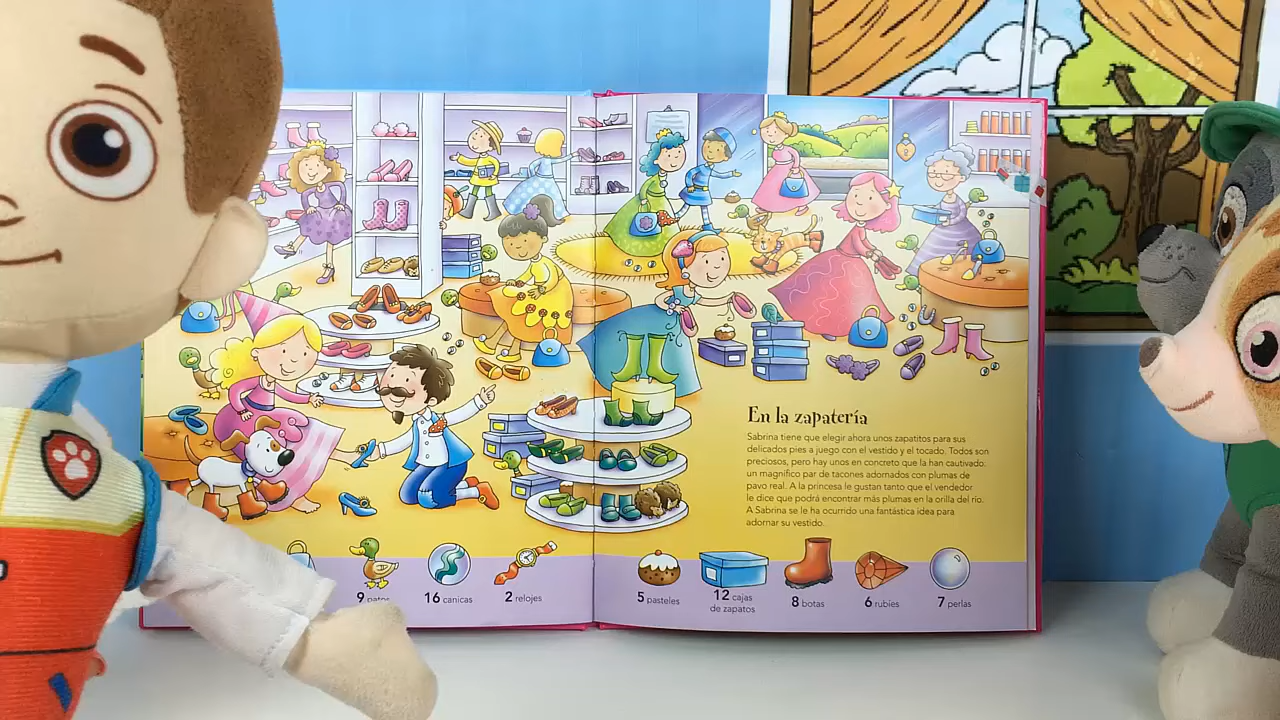 En la zapatería
Sabrina tiene que elegir ahora unos zapatitos para sus
delicados pies a juego con el vestido y el tocado. Todos son
preciosos, pero hay unos en concreto que la han cautivado:
un magnífico par de tacones adornados con plumas de
pavo real. A la princesa le gustan tanto que el vendedor
le dice que podrá encontrar más plumas en la orilla del río.
A Sabrina se le ha ocurrido una fantástica idea para
adornar su vestido.
9 patos
16 canicas
2 relojes
5 pasteles
12 cajas
de zapatos
8 botas
6 rubíes
7 perlas